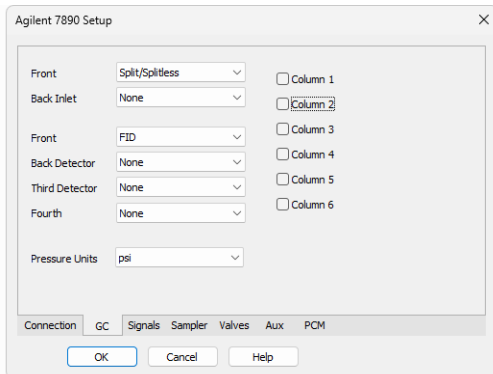 Agilent 7890 Setup
Front Split/Splitless
Back Inlet None
Front FID
Back Detector None
Third Detector None
Fourth None
Pressure Units psi
Column 1
Column 2
Column 3
Column 4
Column 5
Column 6
Connection GC Signals Sampler Valves Aux PCM
OK Cancel Help